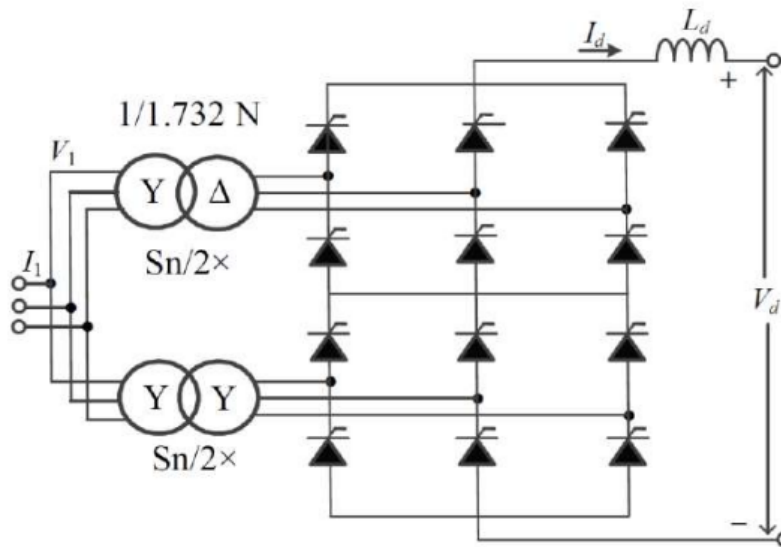 I_d
L_d
+
1/1.732 N
V_1
Y Δ
Sn/2×
I_1
V_d
Y Y
Sn/2×
−